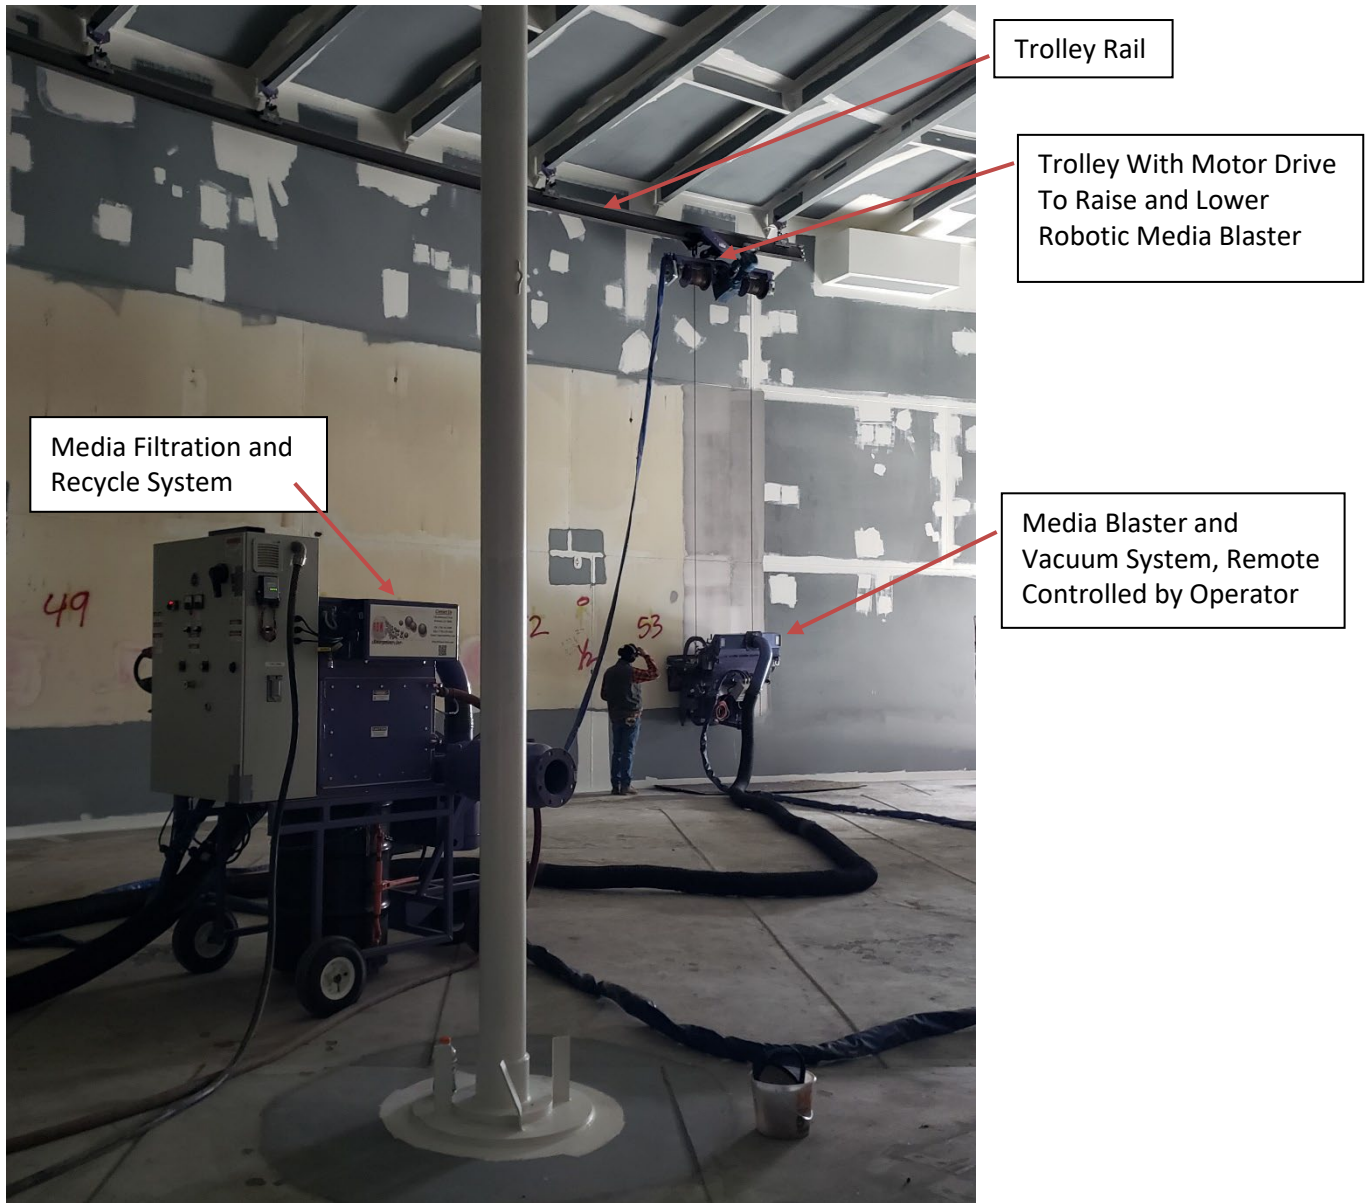 Trolley Rail
Trolley With Motor Drive
To Raise and Lower
Robotic Media Blaster
Media Filtration and
Recycle System
Media Blaster and
Vacuum System, Remote
Controlled by Operator
49
2
53